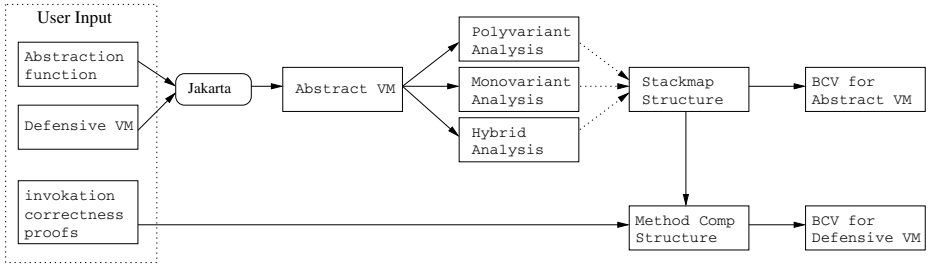 User Input
Abstraction
function
Defensive VM
invokation
correctness
proofs
Jakarta
Abstract VM
Polyvariant
Analysis
Monovariant
Analysis
Hybrid
Analysis
Stackmap
Structure
BCV for
Abstract VM
Method Comp
Structure
BCV for
Defensive VM